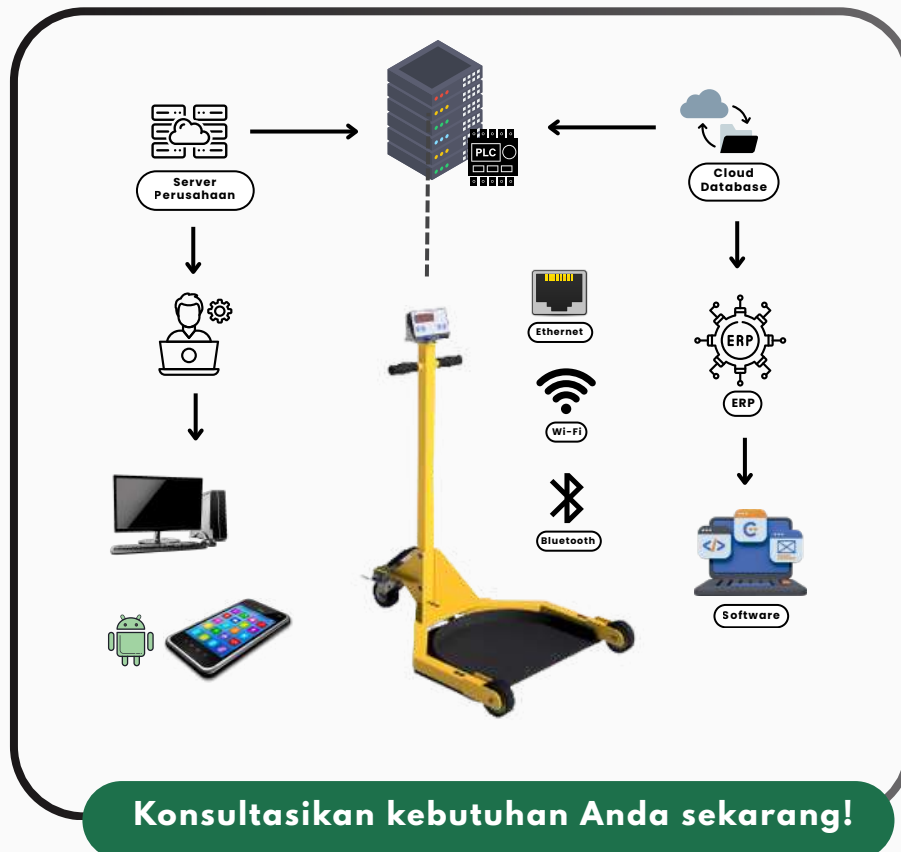 PLC
Server
Perusahaan
Cloud
Database
Ethernet
ERP
ERP
Wi-Fi
Bluetooth
C
</>
Software
Konsultasikan kebutuhan Anda sekarang!